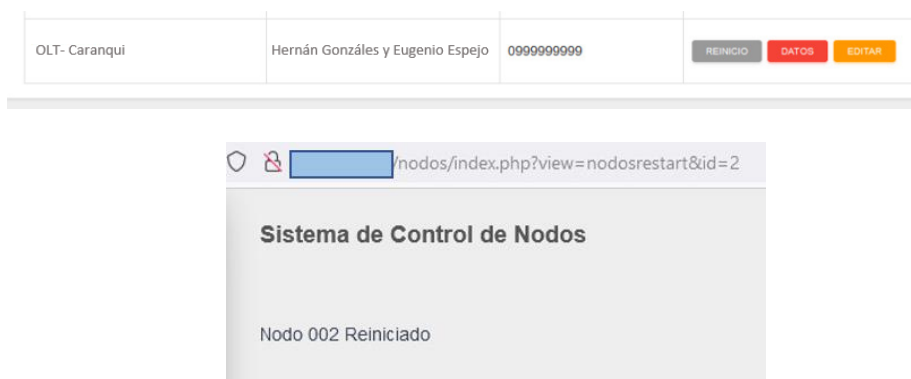 OLT- Caranqui Hernán Gonzáles y Eugenio Espejo 0999999999 REINICIO DATOS EDITAR
/nodos/index.php?view=nodosrestart&id=2
Sistema de Control de Nodos
Nodo 002 Reiniciado